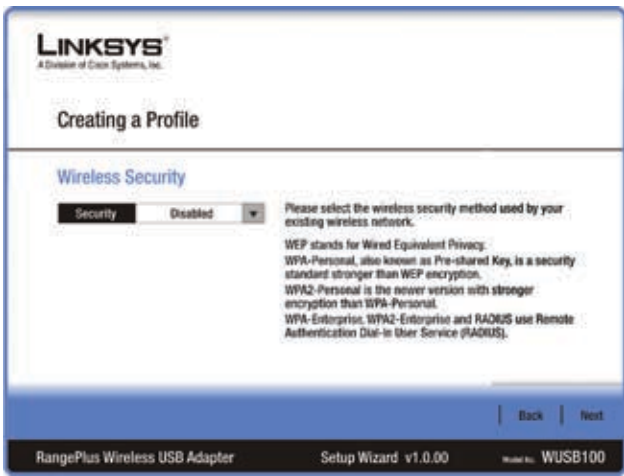 LINKSYS®
A Division of Cisco Systems, Inc.
Creating a Profile
Wireless Security
Security Disabled
Please select the wireless security method used by your
existing wireless network.
WEP stands for Wired Equivalent Privacy.
WPA-Personal, also known as Pre-shared Key, is a security
standard stronger than WEP encryption.
WPA2-Personal is the newer version with stronger
encryption than WPA-Personal.
WPA-Enterprise, WPA2-Enterprise and RADIUS use Remote
Authentication Dial-in User Service (RADIUS).
Back Next
RangePlus Wireless USB Adapter Setup Wizard v1.0.00 Model No. WUSB100